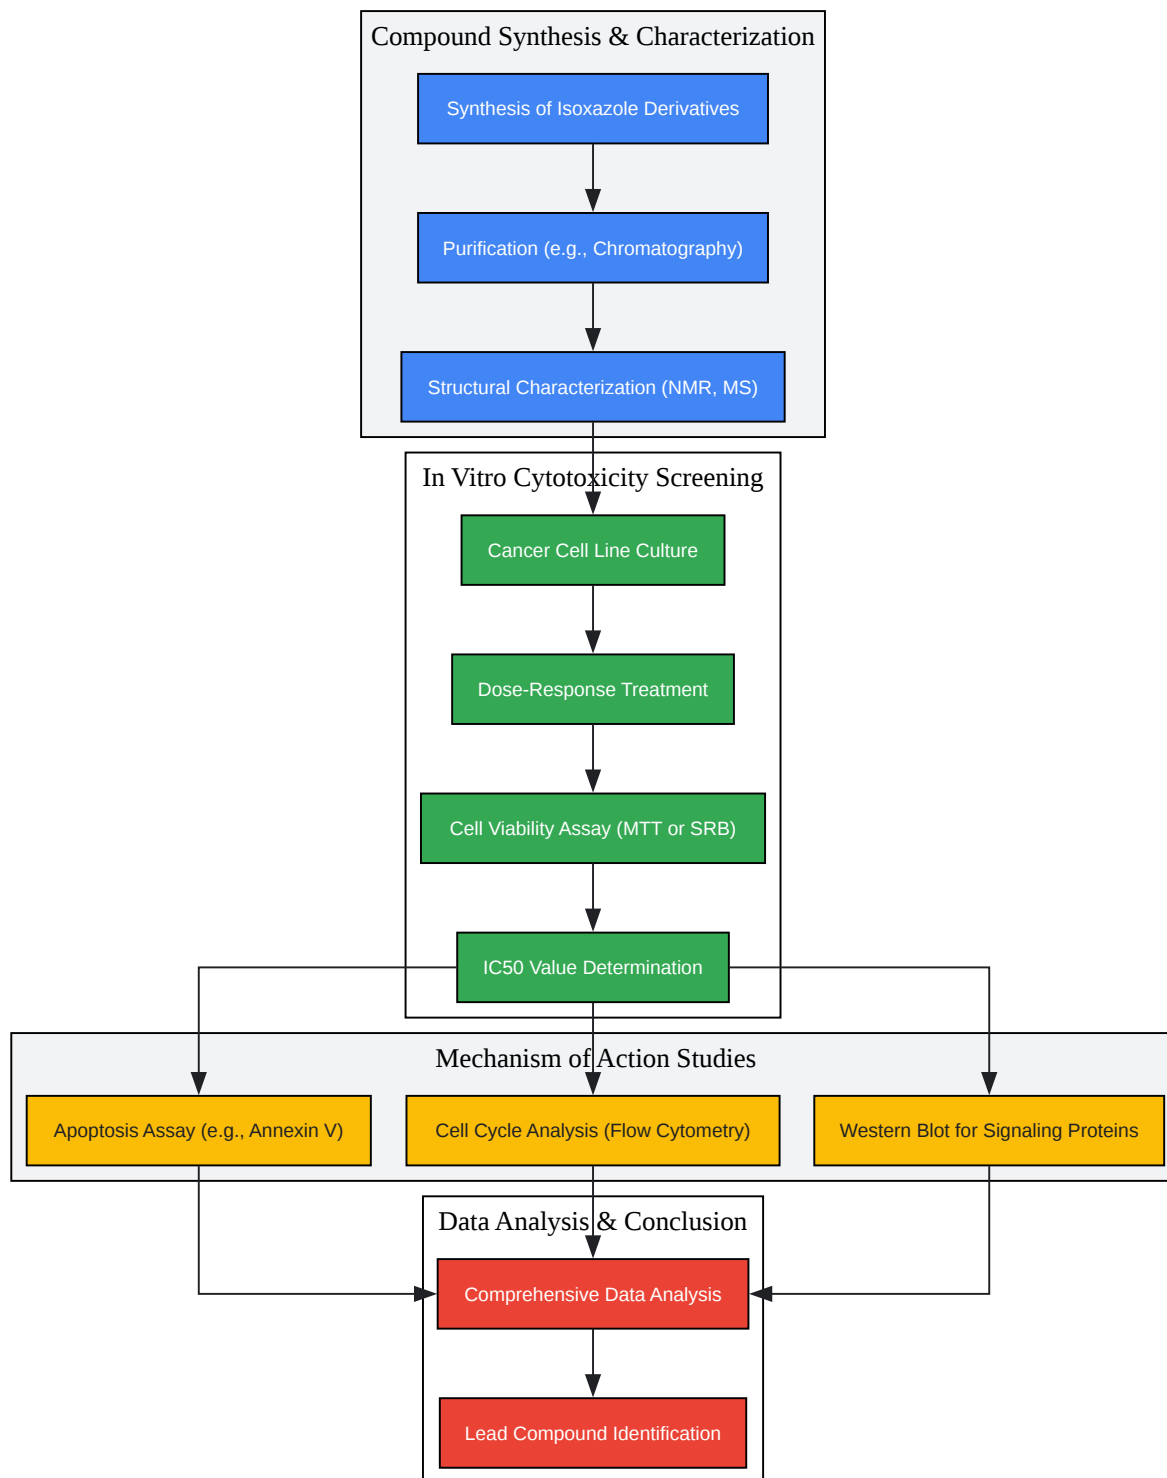 Compound Synthesis & Characterization
Synthesis of Isoxazole Derivatives
Purification (e.g., Chromatography)
Structural Characterization (NMR, MS)
In Vitro Cytotoxicity Screening
Cancer Cell Line Culture
Dose-Response Treatment
Cell Viability Assay (MTT or SRB)
IC50 Value Determination
Mechanism of Action Studies
Apoptosis Assay (e.g., Annexin V)
Cell Cycle Analysis (Flow Cytometry)
Western Blot for Signaling Proteins
Data Analysis & Conclusion
Comprehensive Data Analysis
Lead Compound Identification